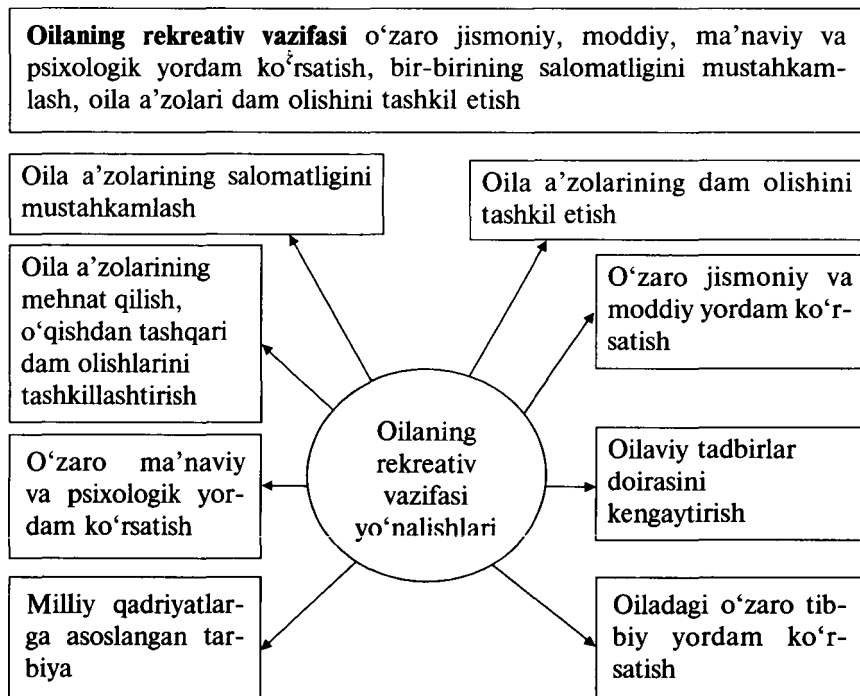 Oilaning rekreativ vazifasi o‘zaro jismoniy, moddiy, ma’naviy va
psixologik yordam ko‘rsatish, bir-birining salomatligini mustahkam-
lash, oila a’zolari dam olishini tashkil etish
Oila a’zolarining salomatligini
mustahkamlash
Oila a’zolarining dam olishini
tashkil etish
Oila a’zolarining
mehnat qilish,
o‘qishdan tashqari
dam olishlarini
tashkillashtirish
O‘zaro jismoniy va
moddiy yordam ko‘r-
satish
Oilaning
rekreativ
vazifasi
yo‘nalishlari
O‘zaro ma’naviy
va psixologik yor-
dam ko‘rsatish
Oilaviy tadbirlar
doirasini
kengaytirish
Milliy qadriyatlar-
ga asoslangan tar-
biya
Oiladagi o‘zaro tib-
biy yordam ko‘r-
satish